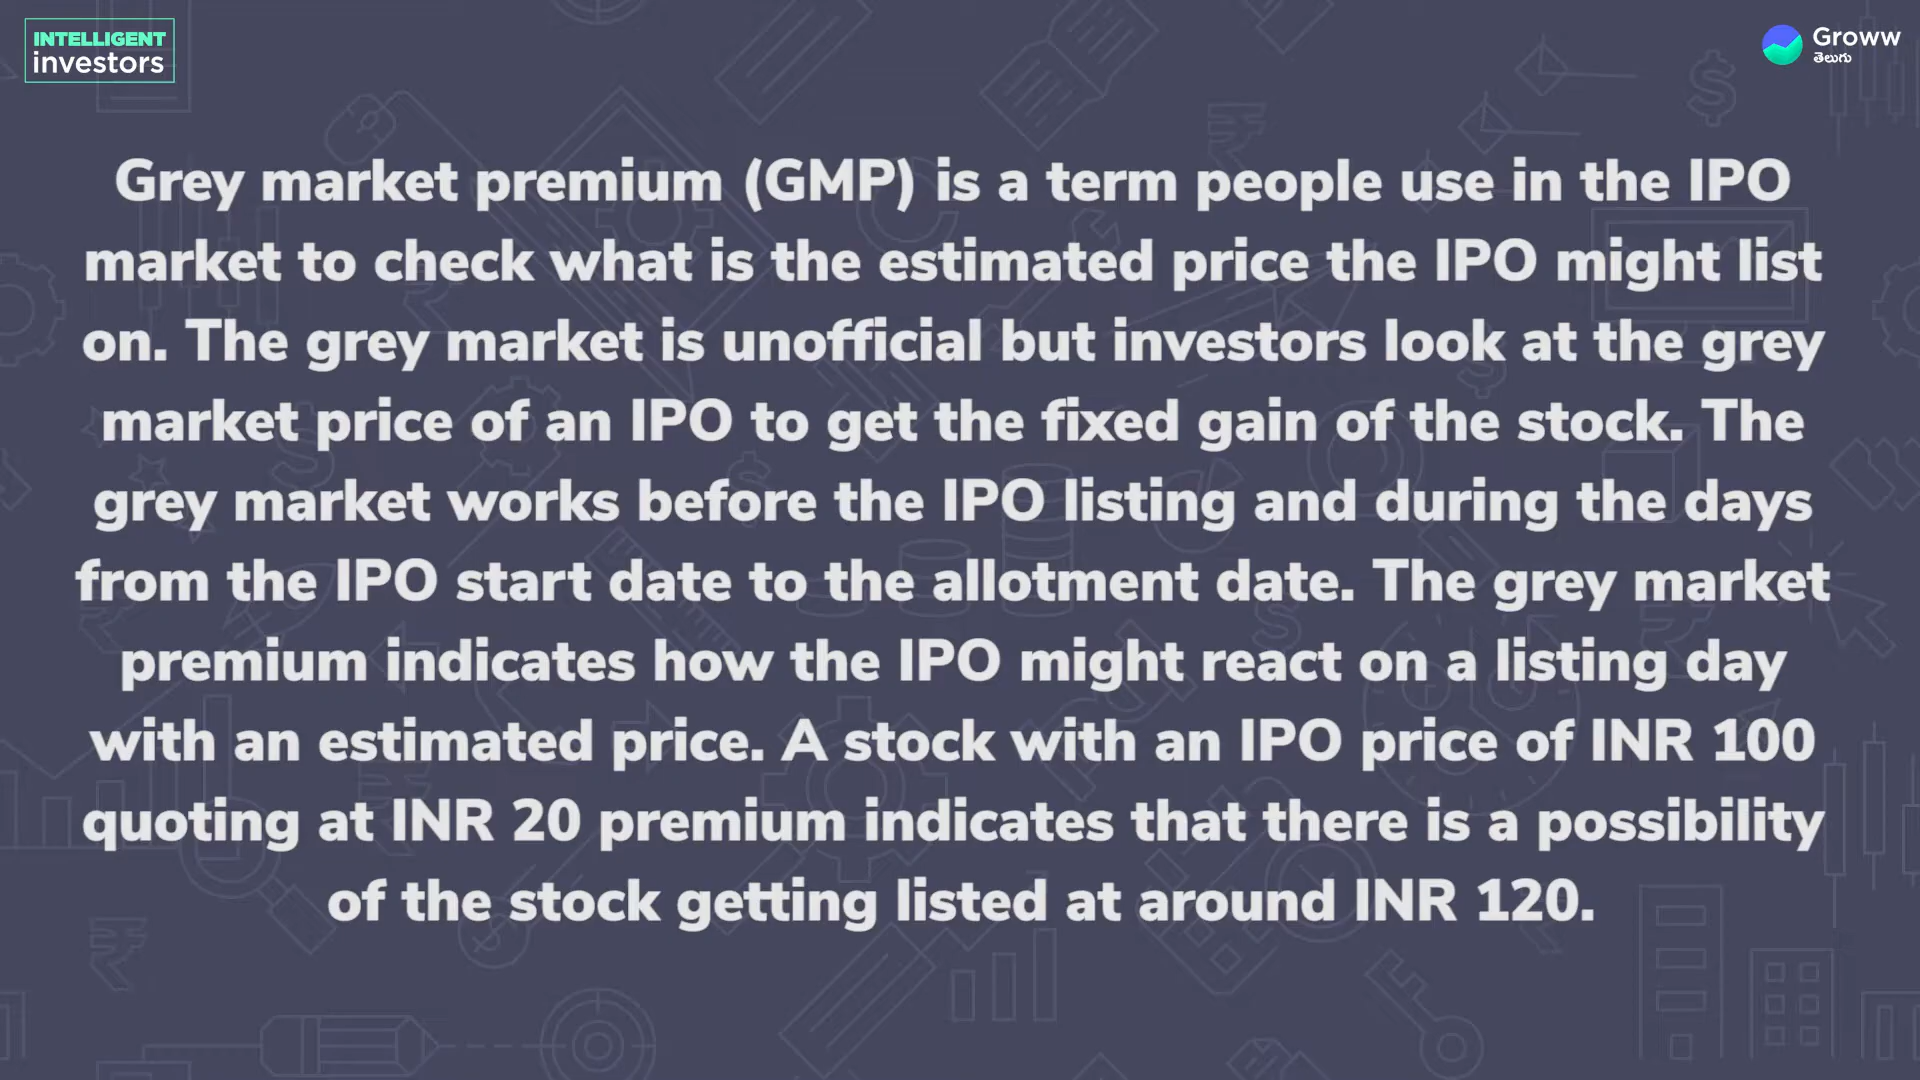 INTELLIGENT
investors
Groww
తెలుగు
Grey market premium (GMP) is a term people use in the IPO
market to check what is the estimated price the IPO might list
on. The grey market is unofficial but investors look at the grey
market price of an IPO to get the fixed gain of the stock. The
grey market works before the IPO listing and during the days
from the IPO start date to the allotment date. The grey market
premium indicates how the IPO might react on a listing day
with an estimated price. A stock with an IPO price of INR 100
quoting at INR 20 premium indicates that there is a possibility
of the stock getting listed at around INR 120.